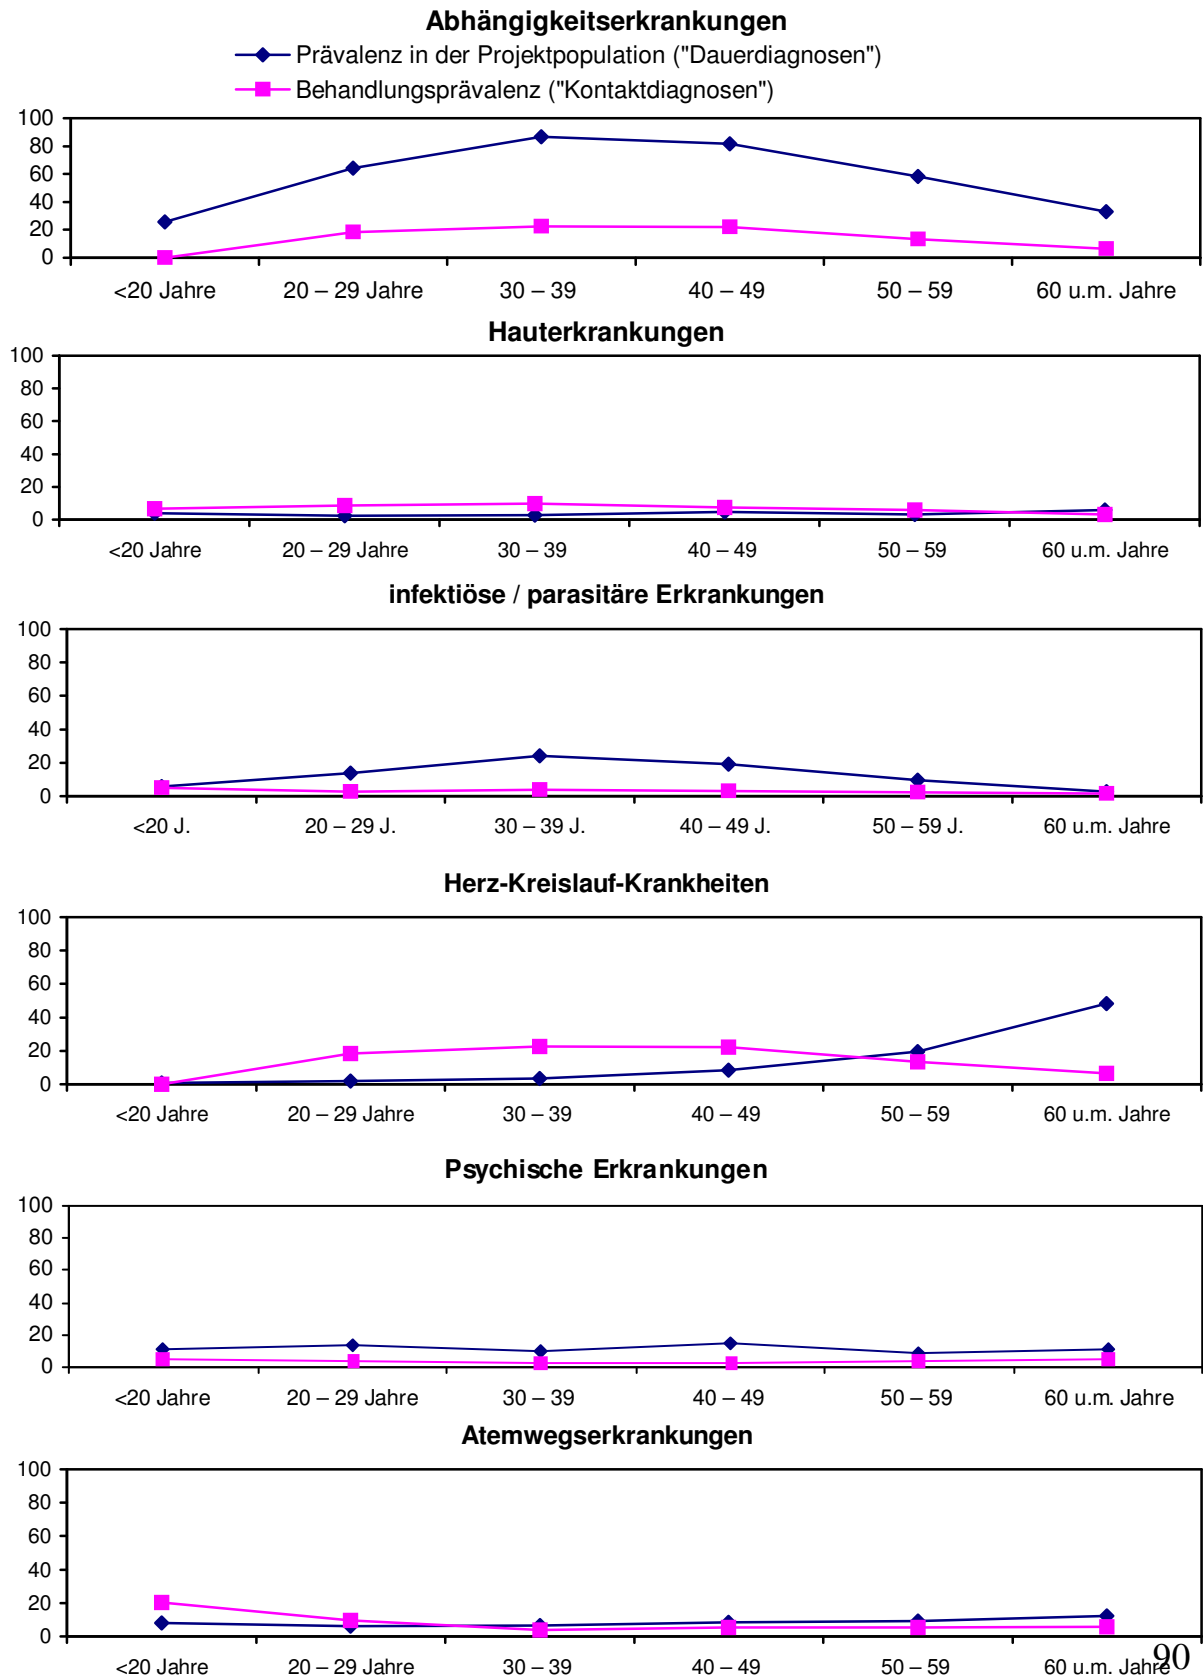 Abhängigkeitserkrankungen
Prävalenz in der Projektpopulation ("Dauerdiagnosen")
Behandlungsprävalenz ("Kontaktdiagnosen")
100
80
60
40
20
0
<20 Jahre 20 – 29 Jahre 30 – 39 40 – 49 50 – 59 60 u.m. Jahre
Hauterkrankungen
100
80
60
40
20
0
<20 Jahre 20 – 29 Jahre 30 – 39 40 – 49 50 – 59 60 u.m. Jahre
infektiöse / parasitäre Erkrankungen
100
80
60
40
20
0
<20 J. 20 – 29 J. 30 – 39 J. 40 – 49 J. 50 – 59 J. 60 u.m. Jahre
Herz-Kreislauf-Krankheiten
100
80
60
40
20
0
<20 Jahre 20 – 29 Jahre 30 – 39 40 – 49 50 – 59 60 u.m. Jahre
Psychische Erkrankungen
100
80
60
40
20
0
<20 Jahre 20 – 29 Jahre 30 – 39 40 – 49 50 – 59 60 u.m. Jahre
Atemwegserkrankungen
100
80
60
40
20
0
<20 Jahre 20 – 29 Jahre 30 – 39 40 – 49 50 – 59 60 u.m. Jahre
90